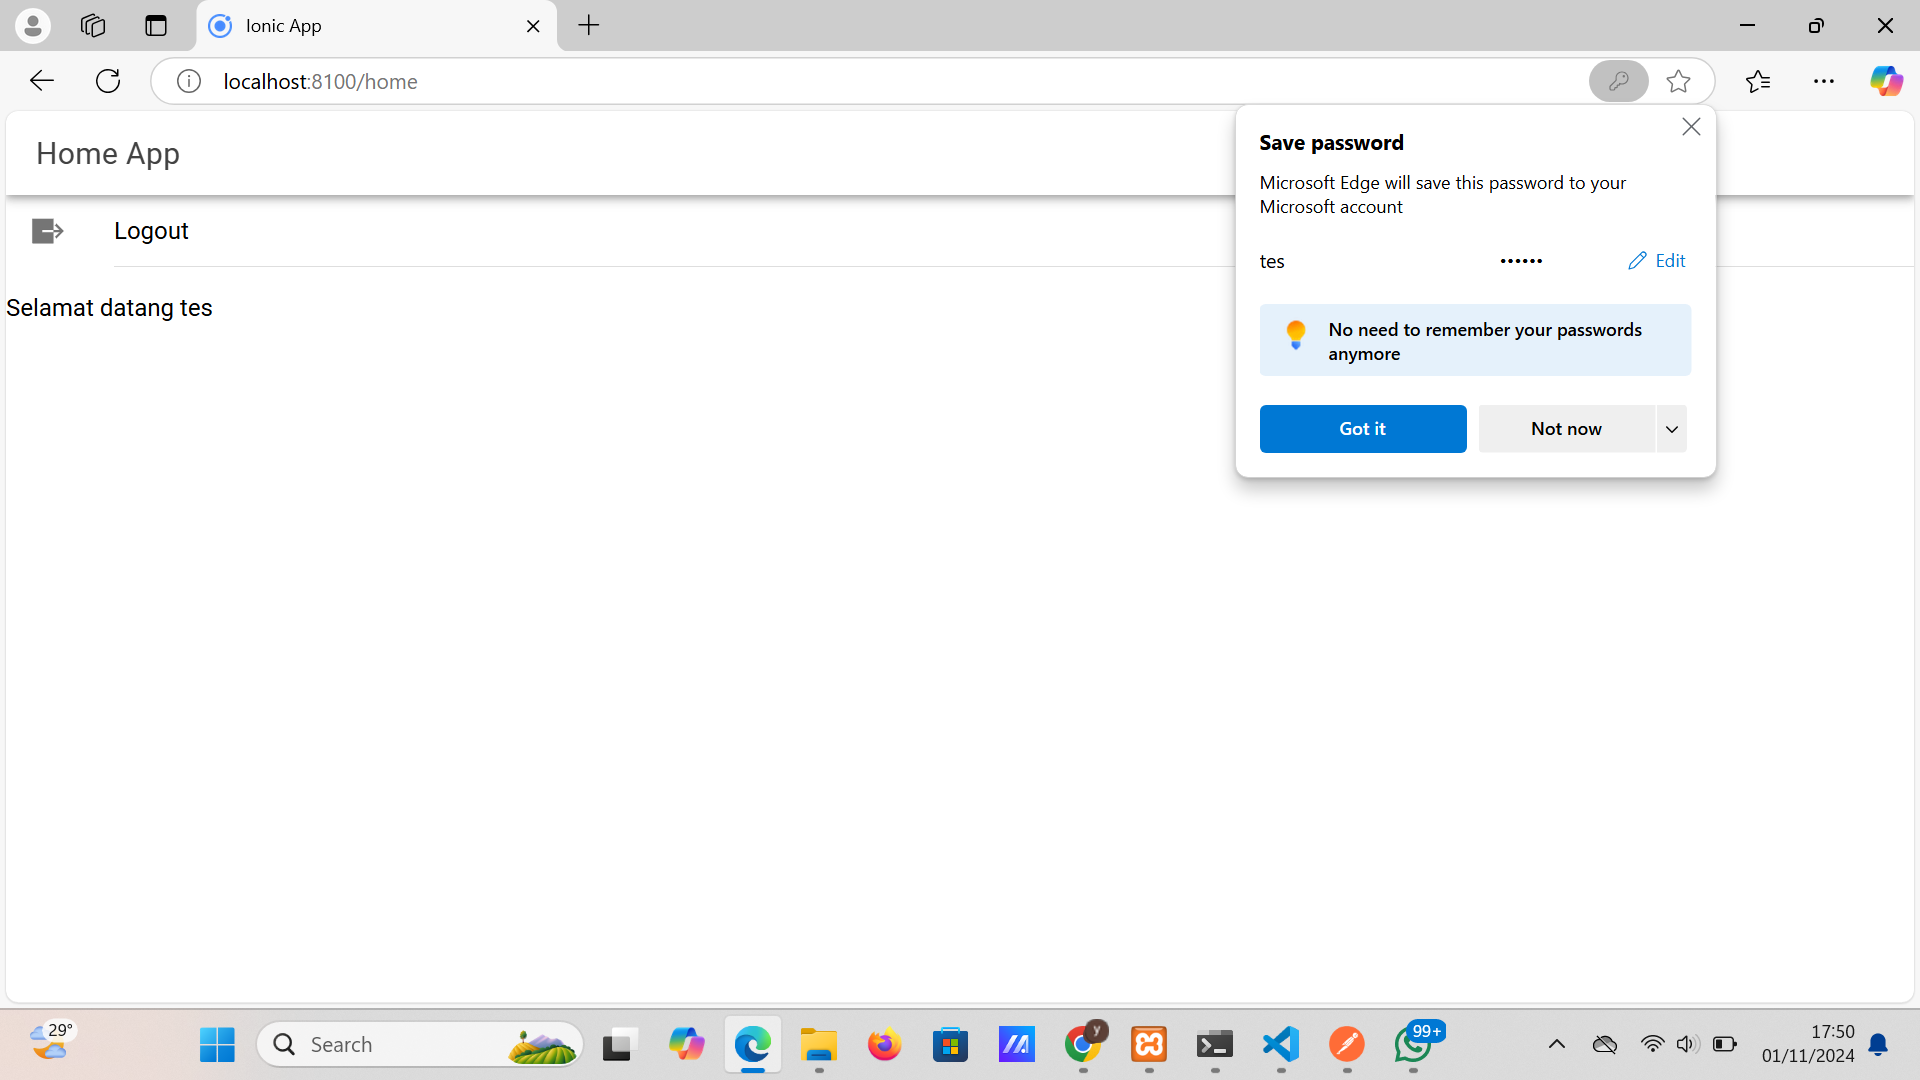 Ionic App
localhost:8100/home
Home App
Logout
Selamat datang tes
Save password
Microsoft Edge will save this password to your
Microsoft account
tes
••••••
Edit
No need to remember your passwords
anymore
Got it
Not now
29°
Search
y
99+
17:50
01/11/2024